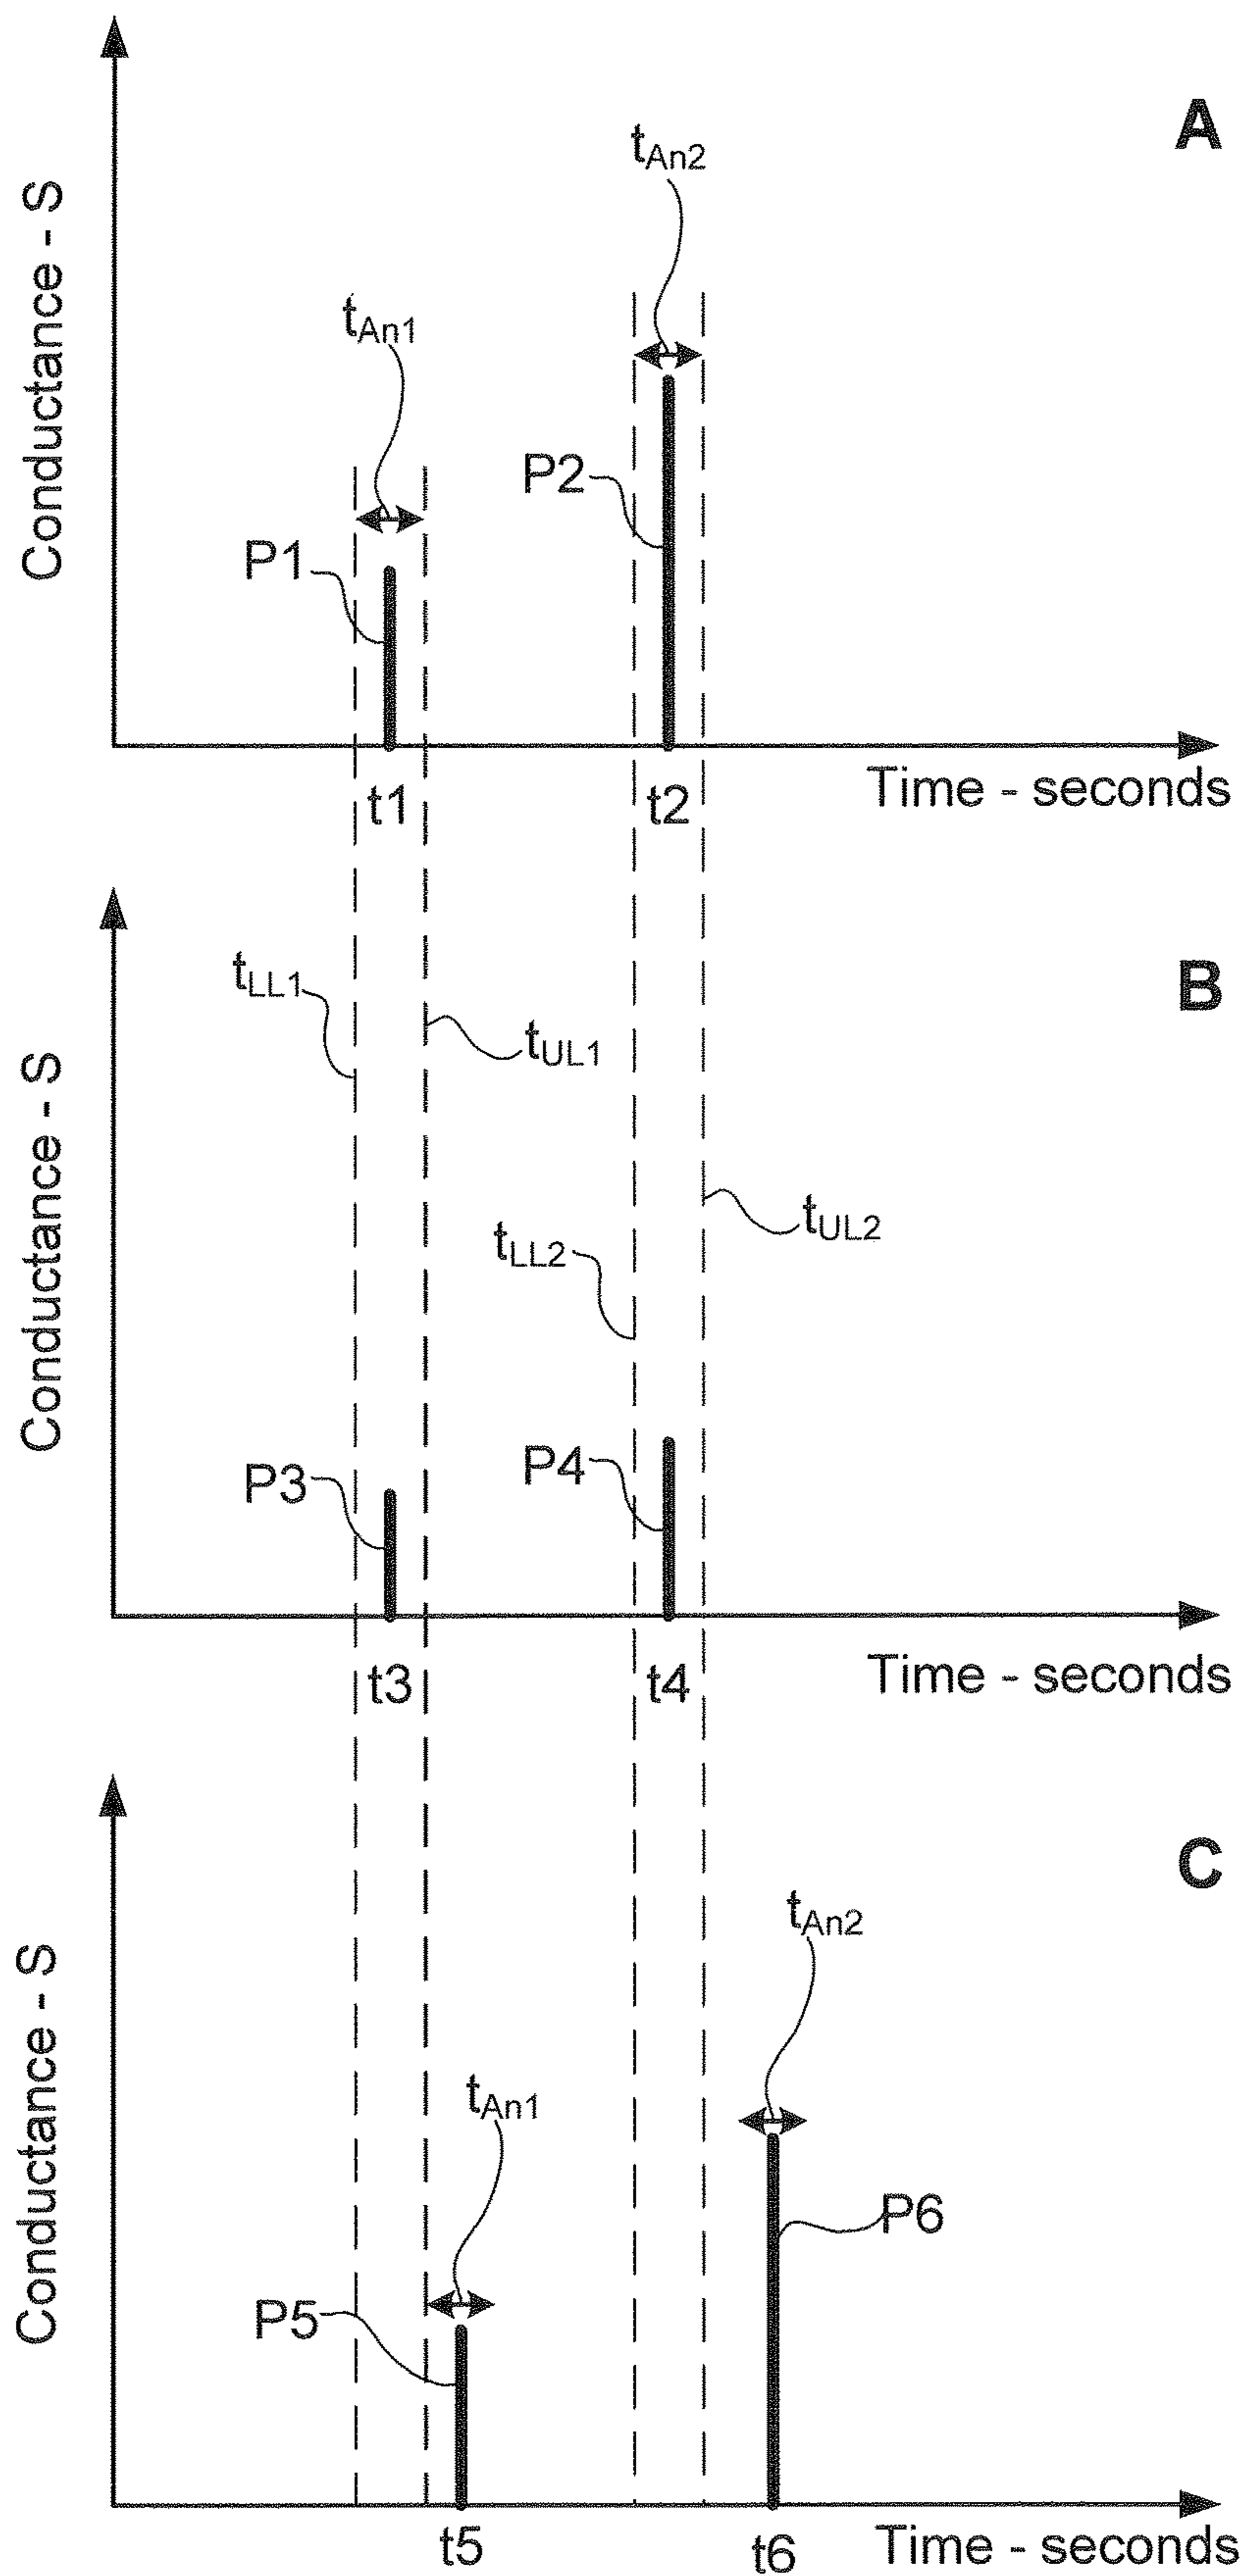 A
Conductance - S
tAn2
tAn1
P2
P1
t1
t2
Time - seconds
B
Conductance - S
tLL1
tUL1
tUL2
tLL2
P3
P4
t3
t4
Time - seconds
C
Conductance - S
tAn2
tAn1
P6
P5
t5
t6
Time - seconds